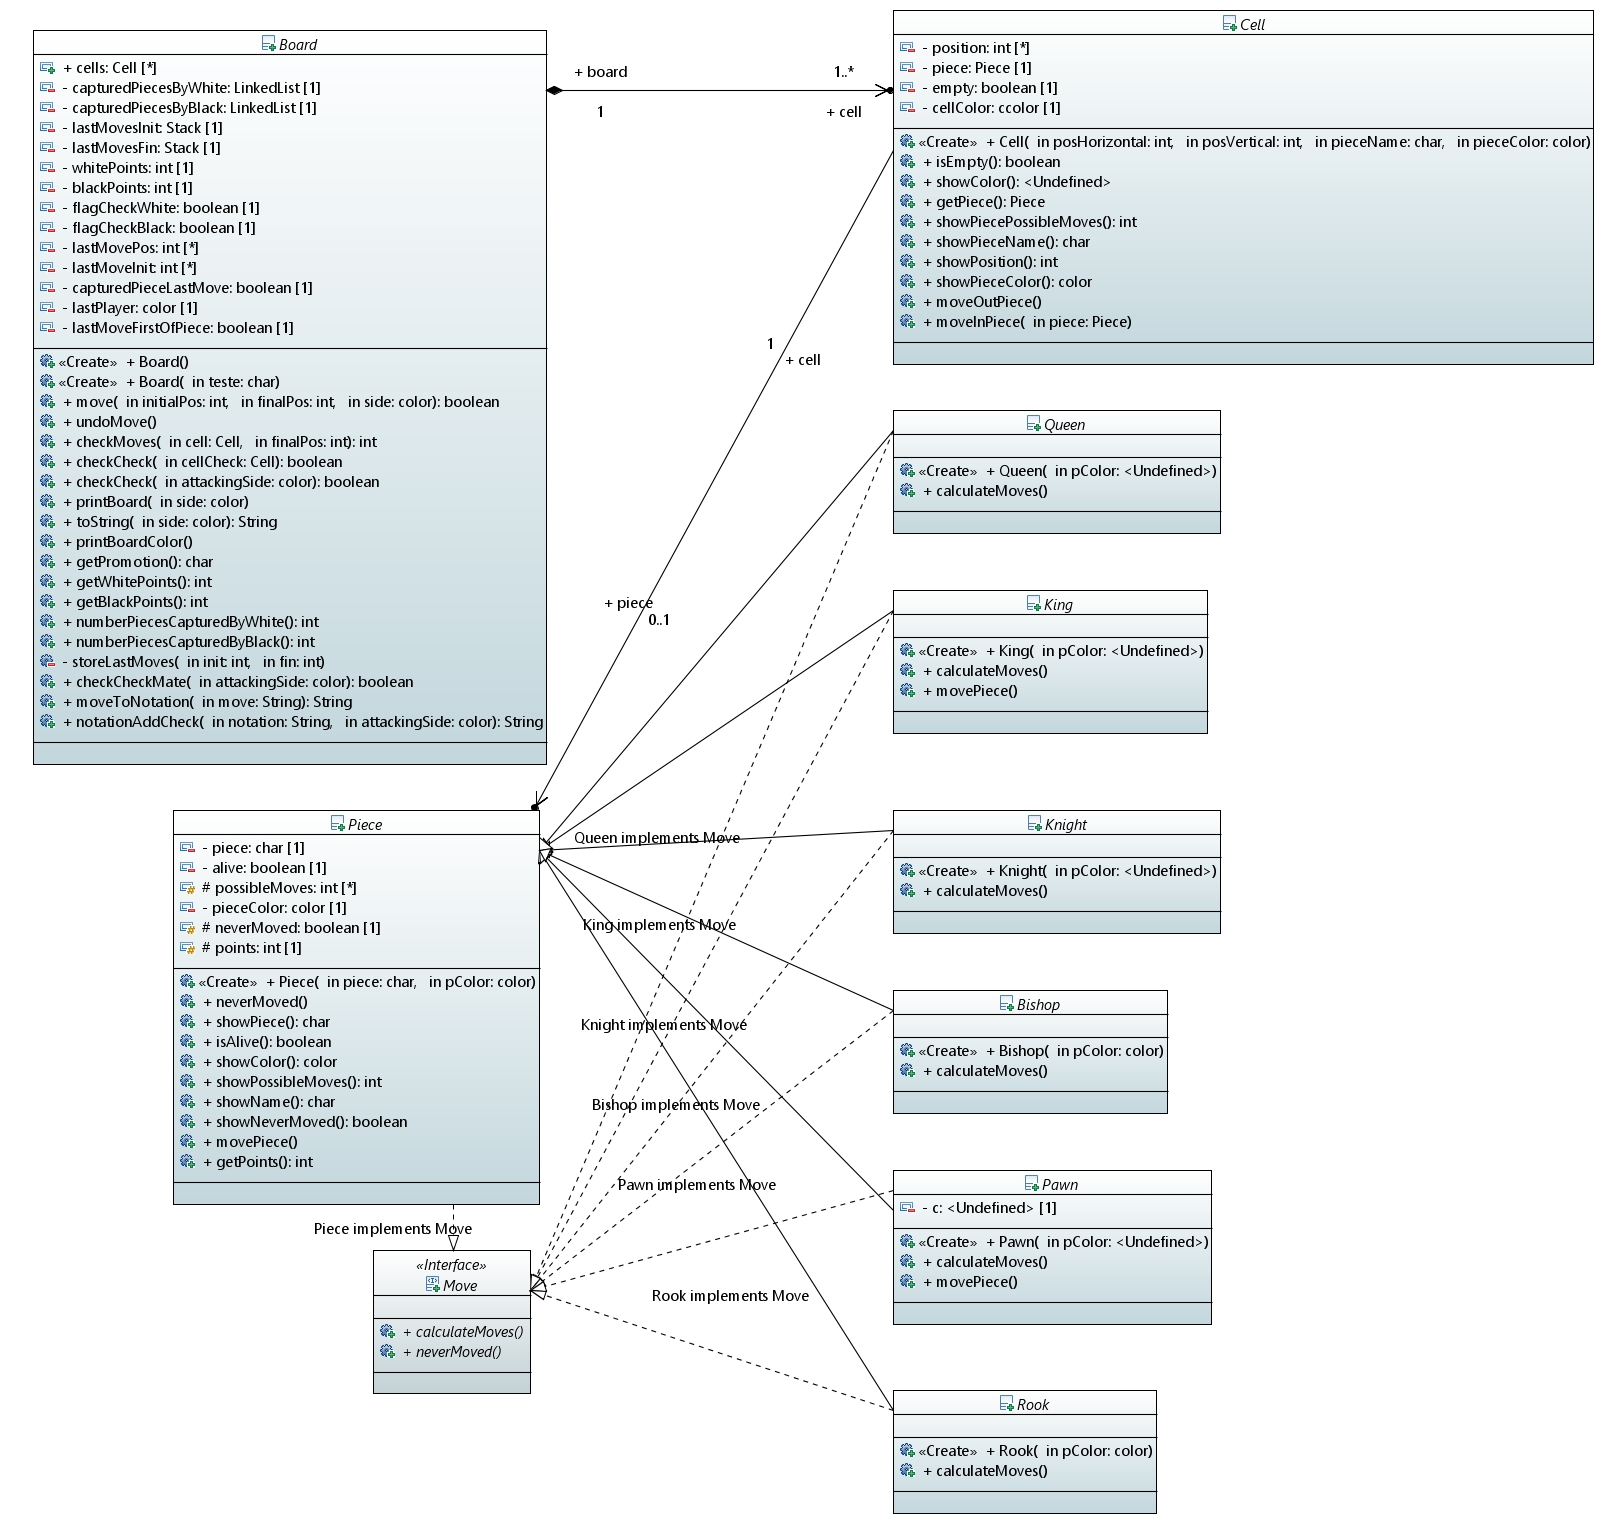 Board
+ cells: Cell [*]
- capturedPiecesByWhite: LinkedList [1]
- capturedPiecesByBlack: LinkedList [1]
- lastMovesInit: Stack [1]
- lastMovesFin: Stack [1]
- whitePoints: int [1]
- blackPoints: int [1]
- flagCheckWhite: boolean [1]
- flagCheckBlack: boolean [1]
- lastMovePos: int [*]
- lastMoveInit: int [*]
- capturedPieceLastMove: boolean [1]
- lastPlayer: color [1]
- lastMoveFirstOfPiece: boolean [1]
«Create» + Board()
«Create» + Board( in teste: char)
+ move( in initialPos: int, in finalPos: int, in side: color): boolean
+ undoMove()
+ checkMoves( in cell: Cell, in finalPos: int): int
+ checkCheck( in cellCheck: Cell): boolean
+ checkCheck( in attackingSide: color): boolean
+ printBoard( in side: color)
+ toString( in side: color): String
+ printBoardColor()
+ getPromotion(): char
+ getWhitePoints(): int
+ getBlackPoints(): int
+ numberPiecesCapturedByWhite(): int
+ numberPiecesCapturedByBlack(): int
- storeLastMoves( in init: int, in fin: int)
+ checkCheckMate( in attackingSide: color): boolean
+ moveToNotation( in move: String): String
+ notationAddCheck( in notation: String, in attackingSide: color): String
+ board
1
1..*
+ cell
Cell
- position: int [*]
- piece: Piece [1]
- empty: boolean [1]
- cellColor: ccolor [1]
«Create» + Cell( in posHorizontal: int, in posVertical: int, in pieceName: char, in pieceColor: color)
+ isEmpty(): boolean
+ showColor(): <Undefined>
+ getPiece(): Piece
+ showPiecePossibleMoves(): int
+ showPieceName(): char
+ showPosition(): int
+ showPieceColor(): color
+ moveOutPiece()
+ moveInPiece( in piece: Piece)
1
+ cell
+ piece
0..1
Queen
«Create» + Queen( in pColor: <Undefined>)
+ calculateMoves()
King
«Create» + King( in pColor: <Undefined>)
+ calculateMoves()
+ movePiece()
Knight
«Create» + Knight( in pColor: <Undefined>)
+ calculateMoves()
Bishop
«Create» + Bishop( in pColor: color)
+ calculateMoves()
Pawn
- c: <Undefined> [1]
«Create» + Pawn( in pColor: <Undefined>)
+ calculateMoves()
+ movePiece()
Rook
«Create» + Rook( in pColor: color)
+ calculateMoves()
Piece
- piece: char [1]
- alive: boolean [1]
# possibleMoves: int [*]
- pieceColor: color [1]
# neverMoved: boolean [1]
# points: int [1]
«Create» + Piece( in piece: char, in pColor: color)
+ neverMoved()
+ showPiece(): char
+ isAlive(): boolean
+ showColor(): color
+ showPossibleMoves(): int
+ showName(): char
+ showNeverMoved(): boolean
+ movePiece()
+ getPoints(): int
Queen implements Move
King implements Move
Knight implements Move
Bishop implements Move
Pawn implements Move
Piece implements Move
Rook implements Move
«Interface»
Move
+ calculateMoves()
+ neverMoved()